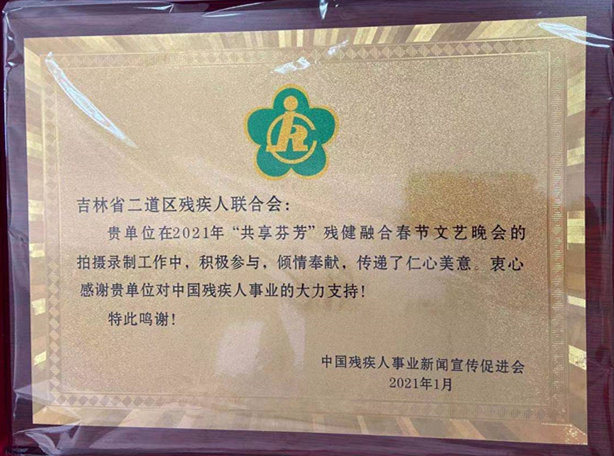 吉林省二道区残疾人联合会：
贵单位在2021年“共享芬芳”残健融合春节文艺晚会的
拍摄录制工作中，积极参与，倾情奉献，传递了仁心美意。衷心
感谢贵单位对中国残疾人事业的大力支持！
特此鸣谢！
中国残疾人事业新闻宣传促进会
2021年1月